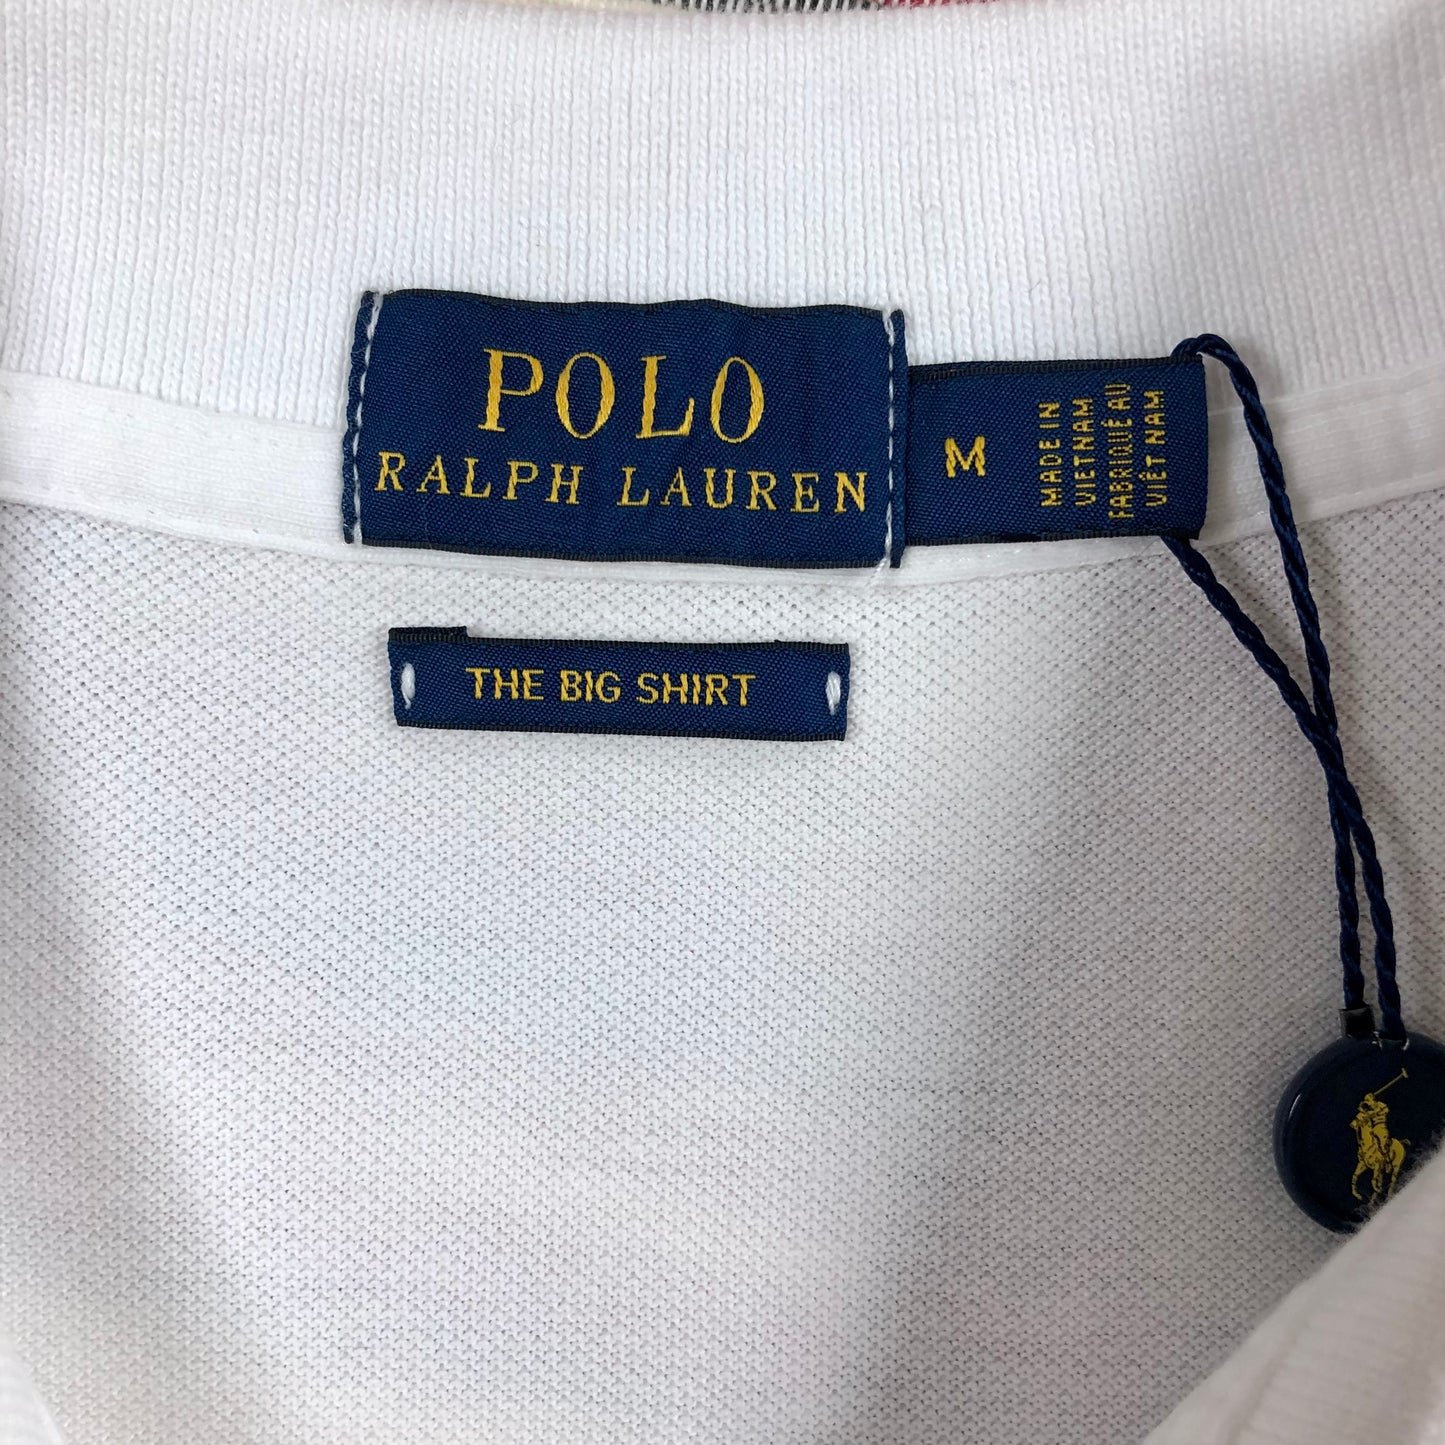 POLO
RALPH LAUREN
M
MADE IN
VIETNAM
FABRIQUÉ AU
VIÊT NAM
THE BIG SHIRT